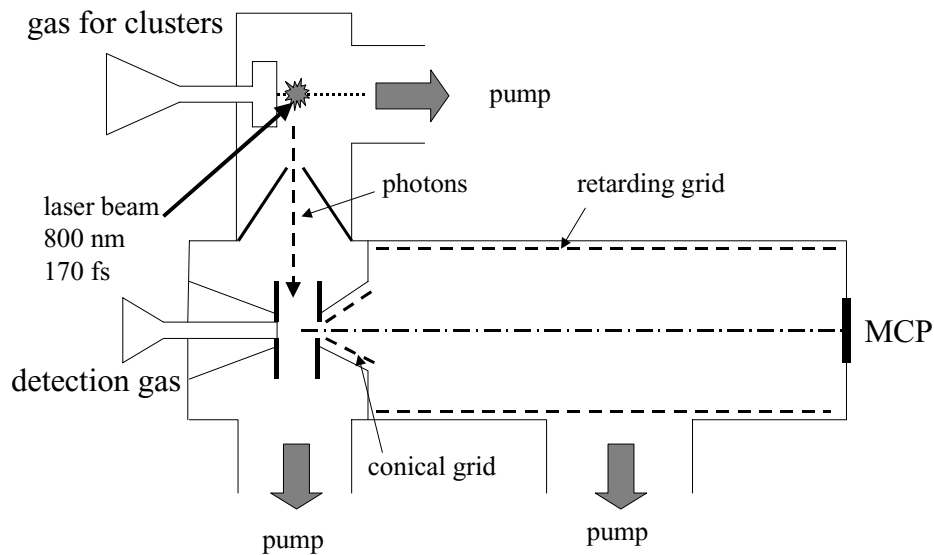 gas for clusters
pump
photons
retarding grid
laser beam
800 nm
170 fs
MCP
detection gas
conical grid
pump
pump